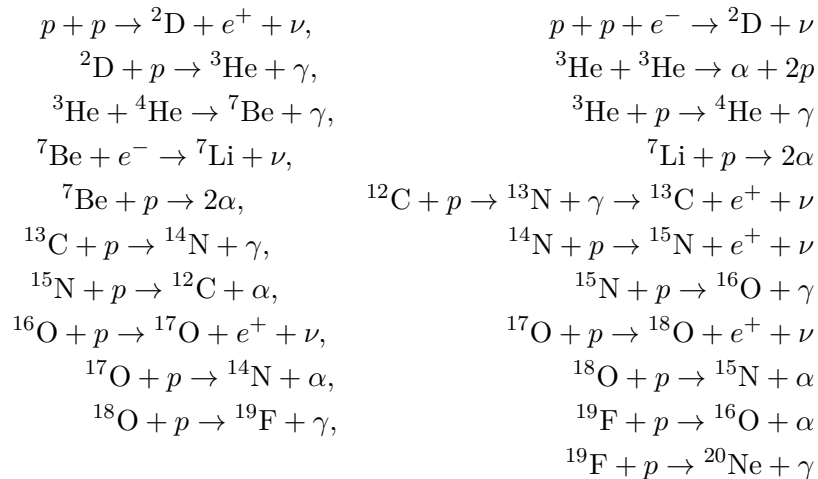 p + p → ²D + e⁺ + ν, p + p + e⁻ → ²D + ν
²D + p → ³He + γ, ³He + ³He → α + 2p
³He + ⁴He → ⁷Be + γ, ³He + p → ⁴He + γ
⁷Be + e⁻ → ⁷Li + ν, ⁷Li + p → 2α
⁷Be + p → 2α, ¹²C + p → ¹³N + γ → ¹³C + e⁺ + ν
¹³C + p → ¹⁴N + γ, ¹⁴N + p → ¹⁵N + e⁺ + ν
¹⁵N + p → ¹²C + α, ¹⁵N + p → ¹⁶O + γ
¹⁶O + p → ¹⁷O + e⁺ + ν, ¹⁷O + p → ¹⁸O + e⁺ + ν
¹⁷O + p → ¹⁴N + α, ¹⁸O + p → ¹⁵N + α
¹⁸O + p → ¹⁹F + γ, ¹⁹F + p → ¹⁶O + α
¹⁹F + p → ²⁰Ne + γ